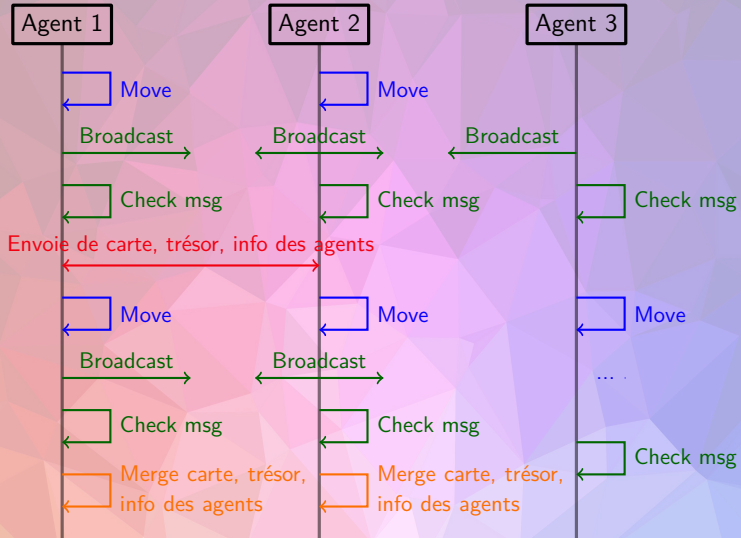 Agent 1 Agent 2 Agent 3
Move Move
Broadcast Broadcast Broadcast
Check msg Check msg Check msg
Envoie de carte, trésor, info des agents
Move Move Move
Broadcast Broadcast
...
Check msg Check msg
Check msg
Merge carte, trésor, Merge carte, trésor,
info des agents info des agents